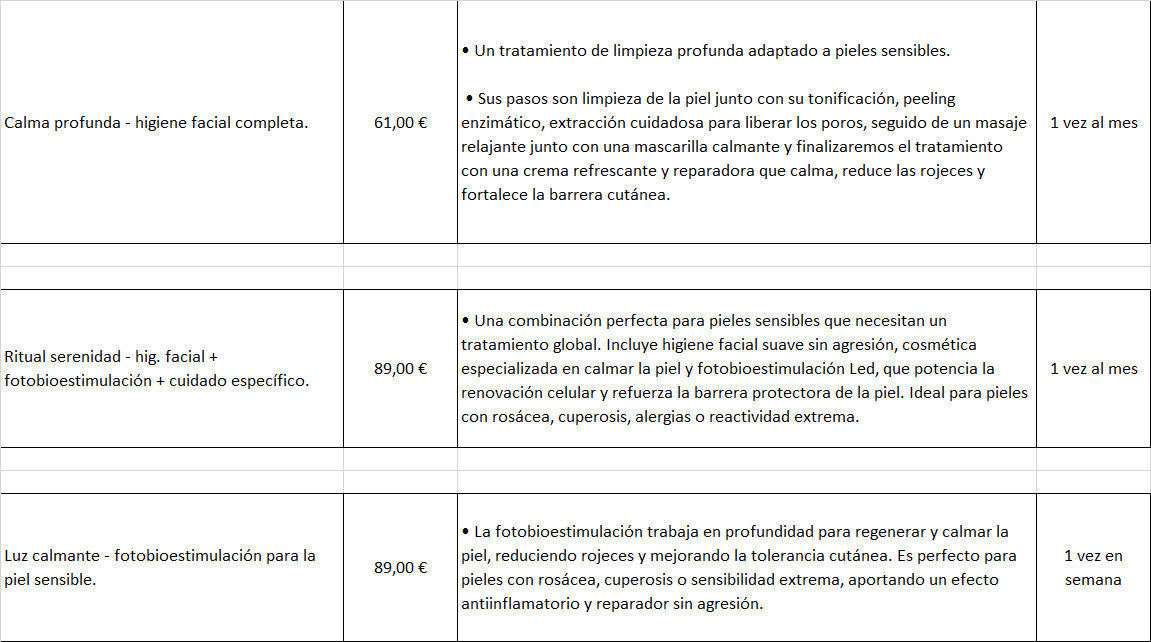 • Un tratamiento de limpieza profunda adaptado a pieles sensibles.
Calma profunda - higiene facial completa.
61,00 €
• Sus pasos son limpieza de la piel junto con su tonificación, peeling
enzimático, extracción cuidadosa para liberar los poros, seguido de un masaje
relajante junto con una mascarilla calmante y finalizaremos el tratamiento
con una crema refrescante y reparadora que calma, reduce las rojeces y
fortalece la barrera cutánea.
1 vez al mes
Ritual serenidad - hig. facial +
fotobioestimulación + cuidado específico.
89,00 €
• Una combinación perfecta para pieles sensibles que necesitan un
tratamiento global. Incluye higiene facial suave sin agresión, cosmética
especializada en calmar la piel y fotobioestimulación Led, que potencia la
renovación celular y refuerza la barrera protectora de la piel. Ideal para pieles
con rosácea, cuperosis, alergias o reactividad extrema.
1 vez al mes
Luz calmante - fotobioestimulación para la
piel sensible.
89,00 €
• La fotobioestimulación trabaja en profundidad para regenerar y calmar la
piel, reduciendo rojeces y mejorando la tolerancia cutánea. Es perfecto para
pieles con rosácea, cuperosis o sensibilidad extrema, aportando un efecto
antiinflamatorio y reparador sin agresión.
1 vez en
semana